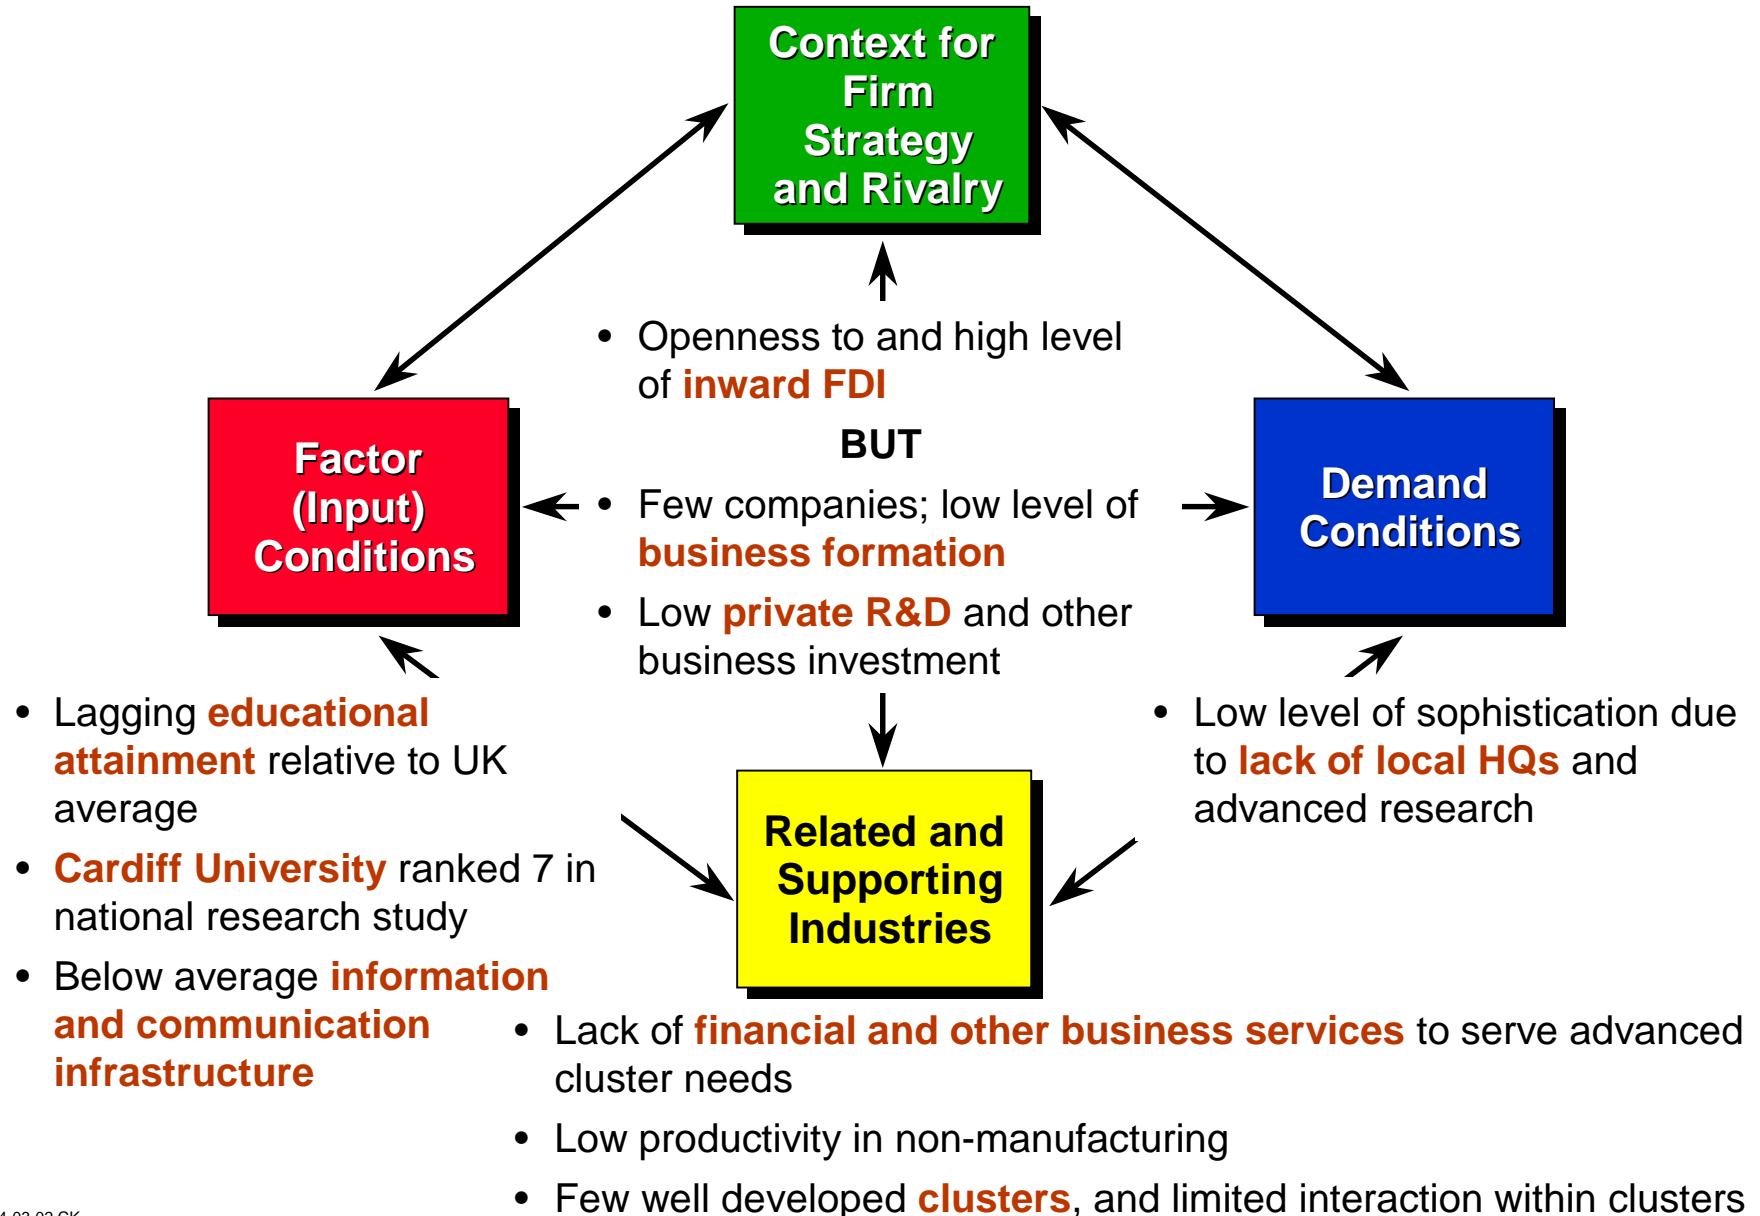 Context for
Firm
Strategy
and Rivalry
• Openness to and high level
of inward FDI
BUT
• Few companies; low level of
business formation
• Low private R&D and other
business investment
Factor
(Input)
Conditions
Demand
Conditions
• Lagging educational
attainment relative to UK
average
• Cardiff University ranked 7 in
national research study
• Below average information
and communication
infrastructure
• Low level of sophistication due
to lack of local HQs and
advanced research
Related and
Supporting
Industries
• Lack of financial and other business services to serve advanced
cluster needs
• Low productivity in non-manufacturing
• Few well developed clusters, and limited interaction within clusters